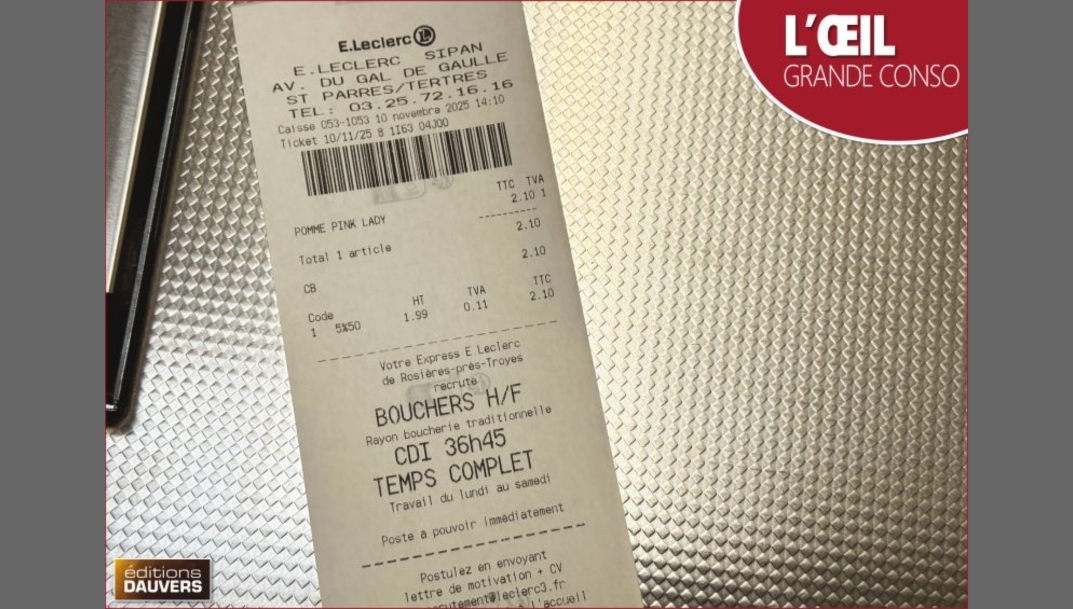 L'ŒIL
GRANDE CONSO
E.Leclerc L
E.LECLERC SIPAN
AV. DU GAL DE GAULLE
ST PARRES/TERTRES
TEL: 03.25.72.16.16
Caisse 053-1053 10 novembre 2025 14:10
Ticket 10/11/25 8 1163 04J00
TTC TVA
POMME PINK LADY 2.10 1
Total 1 article 2.10
CB 2.10
Code HT TVA TTC
1 5%50 1.99 0.11 2.10
Votre Express E Leclerc
de Rosières-près-Troyes
recrute
BOUCHERS H/F
Rayon boucherie traditionnelle
CDI 36h45
TEMPS COMPLET
Travail du lundi au samedi
Poste a pouvoir immédiatement
Postulez en envoyant
lettre de motivation + CV
rutement@leclerc3.fr
l'accueil
éditions
DAUVERS